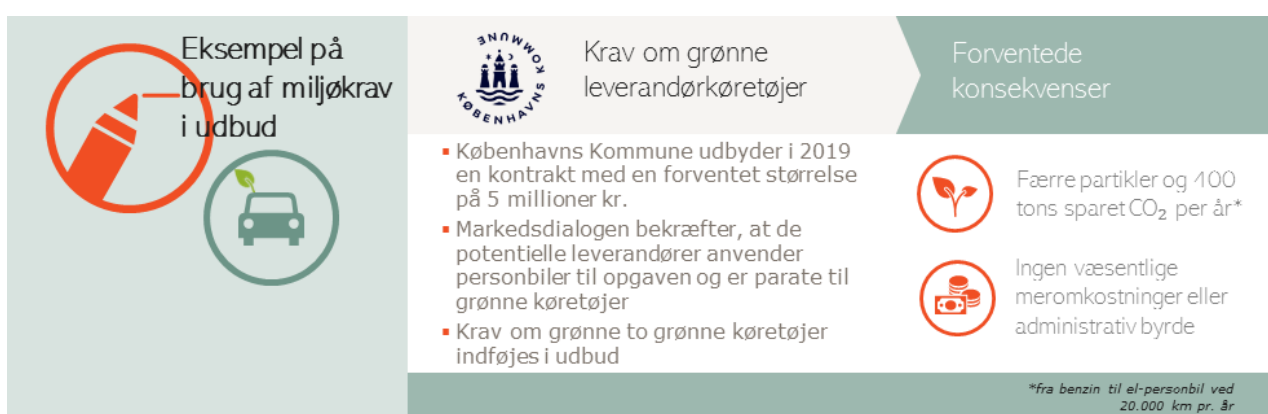 Eksempel på
brug af miljøkrav
i udbud
KØBENHAVNS KOMMUNE
Krav om grønne
leverandørkøretøjer
Forventede
konsekvenser
▪ Københavns Kommune udbyder i 2019
en kontrakt med en forventet størrelse
på 5 millioner kr.
▪ Markedsdialogen bekræfter, at de
potentielle leverandører anvender
personbiler til opgaven og er parate til
grønne køretøjer
▪ Krav om grønne to grønne køretøjer
indføjes i udbud
Færre partikler og 400
tons sparet CO₂ per år*
Ingen væsentlige
meromkostninger eller
administrativ byrde
*fra benzin til el-personbil ved
20.000 km pr. år